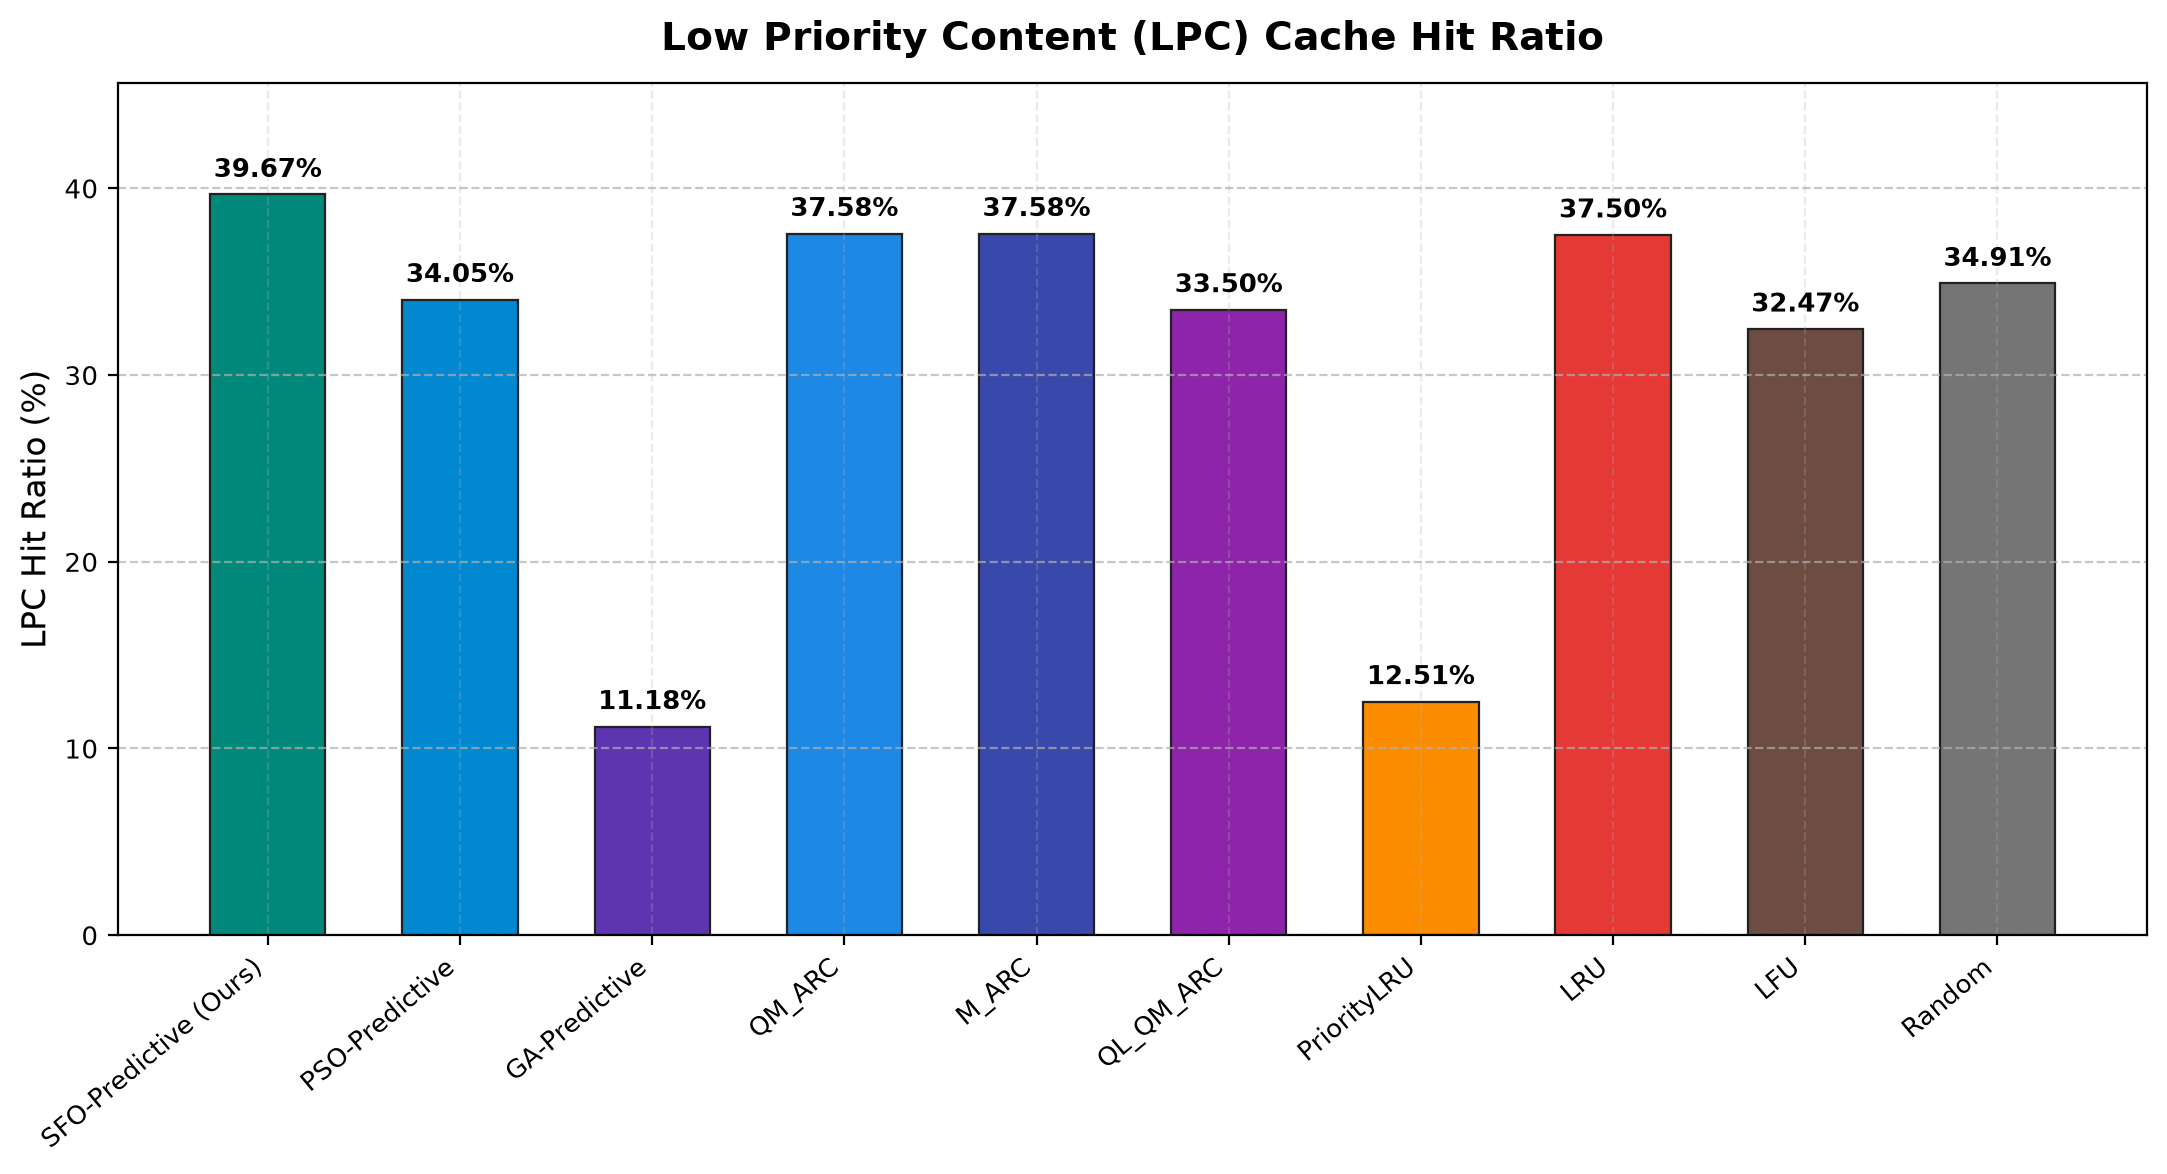 Low Priority Content (LPC) Cache Hit Ratio
LPC Hit Ratio (%)
40
30
20
10
0
39.67%
34.05%
11.18%
37.58%
37.58%
33.50%
12.51%
37.50%
32.47%
34.91%
SFO-Predictive (Ours)
PSO-Predictive
GA-Predictive
QM_ARC
M_ARC
QL_QM_ARC
PriorityLRU
LRU
LFU
Random